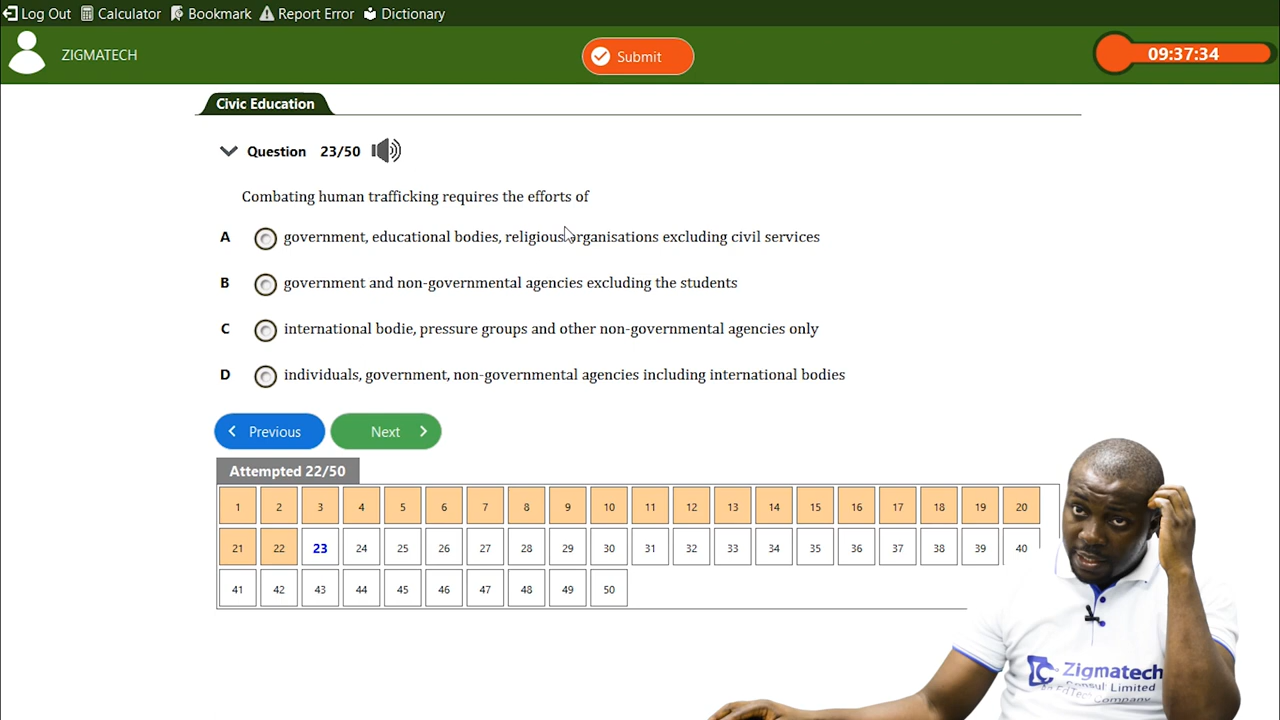 Log Out Calculator Bookmark Report Error Dictionary
ZIGMATECH
Submit
09:37:34
Civic Education
Question 23/50
Combating human trafficking requires the efforts of
A government, educational bodies, religious organisations excluding civil services
B government and non-governmental agencies excluding the students
C international bodie, pressure groups and other non-governmental agencies only
D individuals, government, non-governmental agencies including international bodies
Previous Next
Attempted 22/50
1 2 3 4 5 6 7 8 9 10 11 12 13 14 15 16 17 18 19 20
21 22 23 24 25 26 27 28 29 30 31 32 33 34 35 36 37 38 39 40
41 42 43 44 45 46 47 48 49 50
Zigmatech
Consul Limited
An EdTec Company